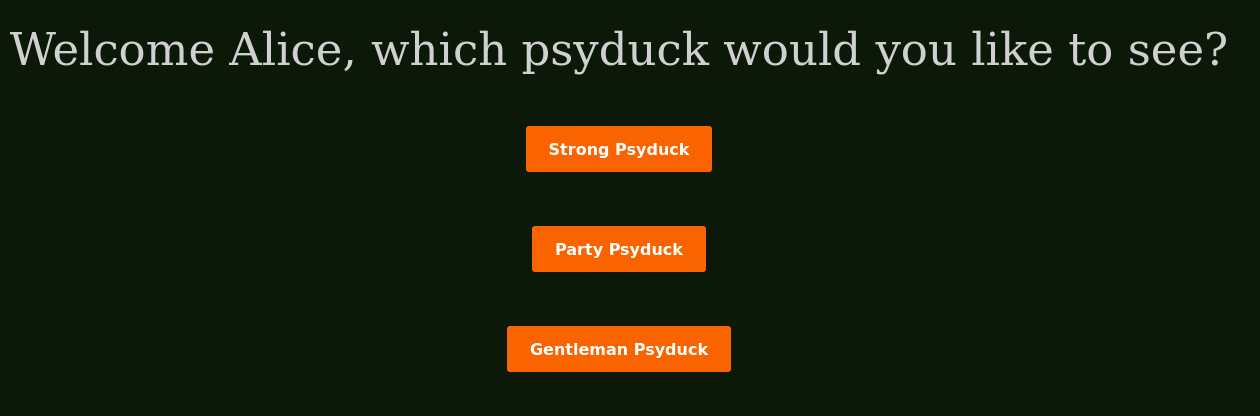 Welcome Alice, which psyduck would you like to see?
Strong Psyduck
Party Psyduck
Gentleman Psyduck